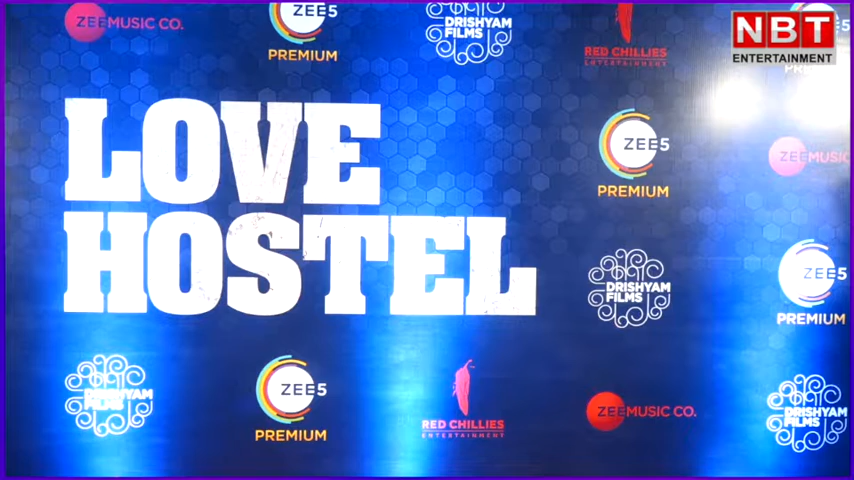 ZEE MUSIC CO.
ZEE5
PREMIUM
DRISHYAM
FILMS
RED CHILLIES
ENTERTAINMENT
NBT
ENTERTAINMENT
LOVE
HOSTEL
ZEE5
PREMIUM
ZEE MUSIC
DRISHYAM
FILMS
ZEE5
PREMIUM
DRISHYAM
FILMS
ZEE5
PREMIUM
RED CHILLIES
ENTERTAINMENT
ZEE MUSIC CO.
DRISHYAM
FILMS